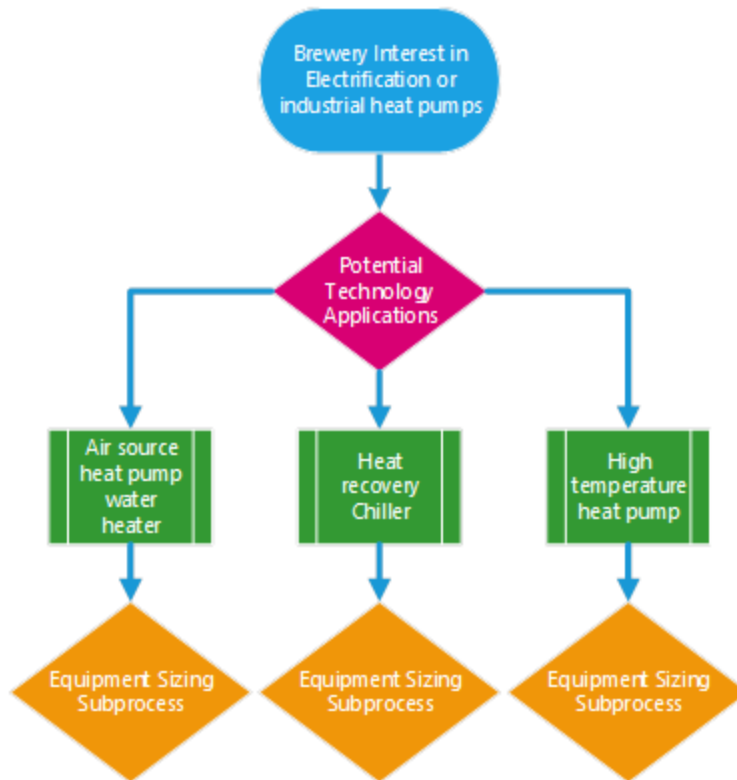 Brewery Interest in
Electrification or
industrial heat pumps
Potential
Technology
Applications
Air source
heat pump
water
heater
Heat
recovery
Chiller
High
temperature
heat pump
Equipment Sizing
Subprocess
Equipment Sizing
Subprocess
Equipment Sizing
Subprocess